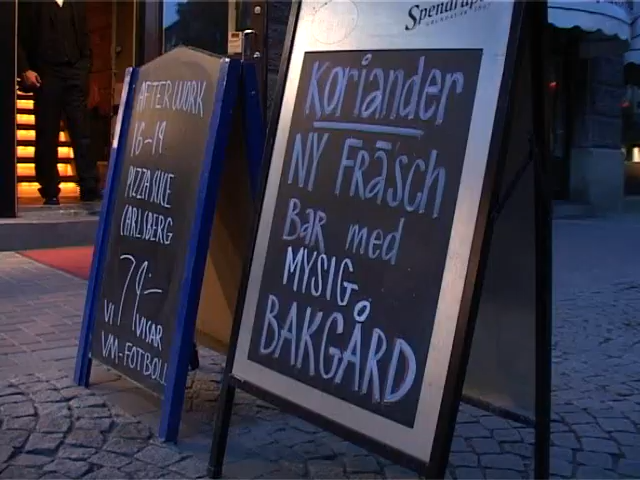 AFTER WORK
16-19
PIZZA SLICE
CARLSBERG
79:-
VI VISAR
VM-FOTBOLL
Spendrups
Koriander
NY FRäsch
BAR med
MYSIG
BAKGÅRD